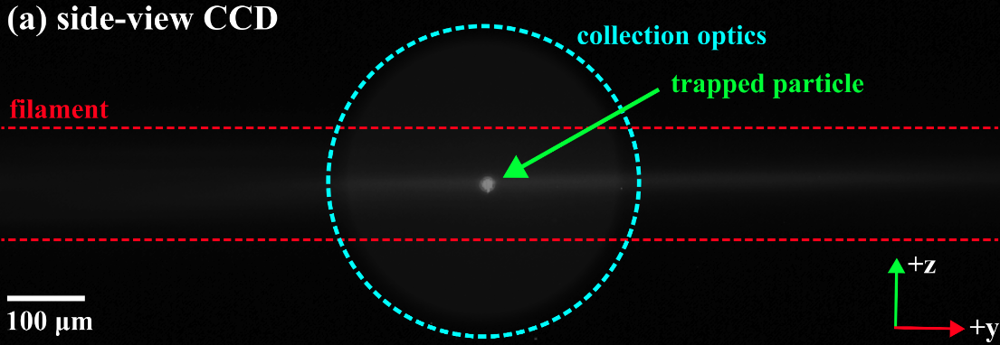 (a) side-view CCD
collection optics
trapped particle
filament
+z
100 μm
+y